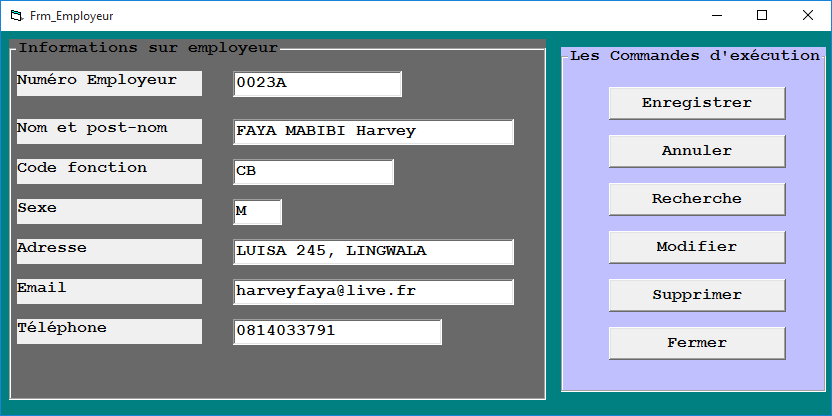 Frm_Employeur
Informations sur employeur
Numéro Employeur 0023A
Nom et post-nom FAYA MABIBI Harvey
Code fonction CB
Sexe M
Adresse LUISA 245, LINGWALA
Email harveyfaya@live.fr
Téléphone 0814033791
Les Commandes d'exécution
Enregistrer
Annuler
Recherche
Modifier
Supprimer
Fermer